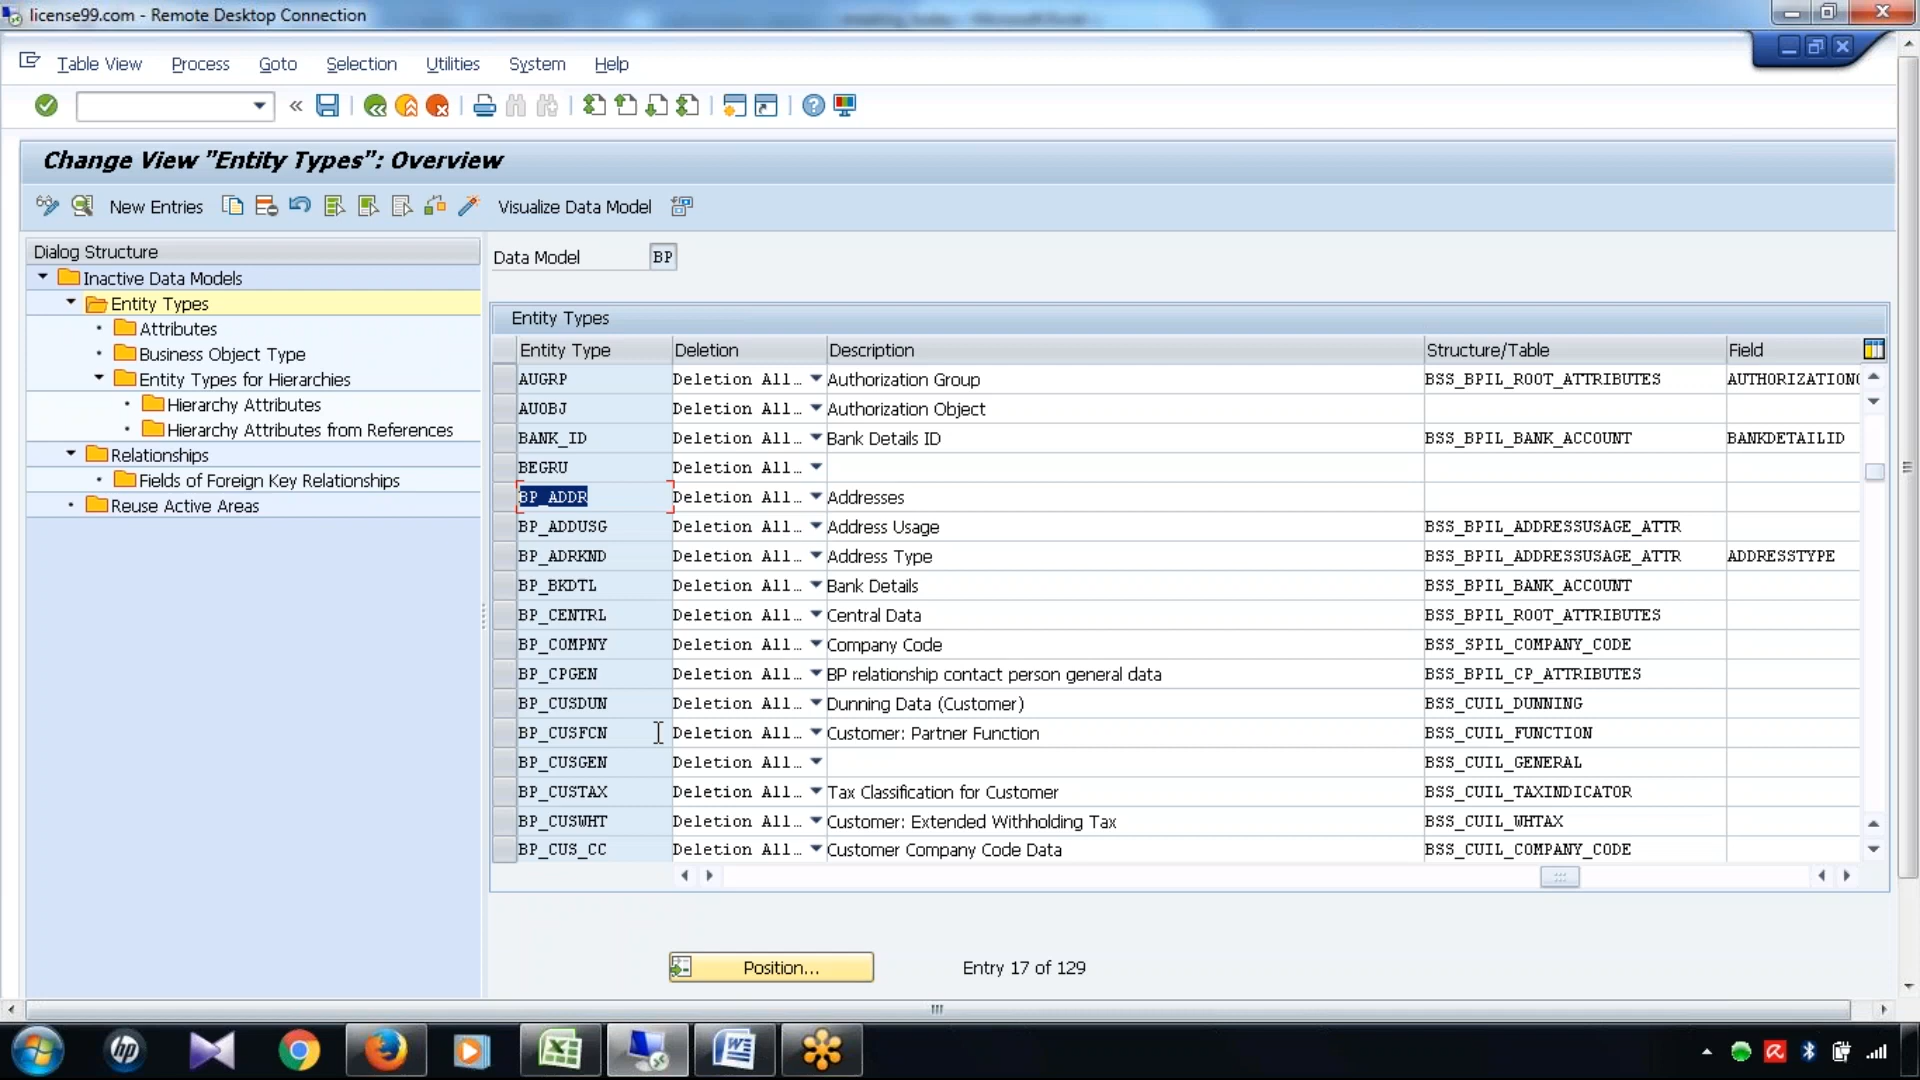 license99.com - Remote Desktop Connection
Table View Process Goto Selection Utilities System Help
Change View "Entity Types": Overview
New Entries Visualize Data Model
Dialog Structure
Inactive Data Models
Entity Types
Attributes
Business Object Type
Entity Types for Hierarchies
Hierarchy Attributes
Hierarchy Attributes from References
Relationships
Fields of Foreign Key Relationships
Reuse Active Areas
Data Model BP
Entity Types
Entity Type Deletion Description Structure/Table Field
AUGRP Deletion All… Authorization Group BSS_BPIL_ROOT_ATTRIBUTES AUTHORIZATION
AUOBJ Deletion All… Authorization Object
BANK_ID Deletion All… Bank Details ID BSS_BPIL_BANK_ACCOUNT BANKDETAILID
BEGRU Deletion All…
BP_ADDR Deletion All… Addresses
BP_ADDUSG Deletion All… Address Usage BSS_BPIL_ADDRESSUSAGE_ATTR
BP_ADRKND Deletion All… Address Type BSS_BPIL_ADDRESSUSAGE_ATTR ADDRESSTYPE
BP_BKDTL Deletion All… Bank Details BSS_BPIL_BANK_ACCOUNT
BP_CENTRL Deletion All… Central Data BSS_BPIL_ROOT_ATTRIBUTES
BP_COMPNY Deletion All… Company Code BSS_SPIL_COMPANY_CODE
BP_CPGEN Deletion All… BP relationship contact person general data BSS_BPIL_CP_ATTRIBUTES
BP_CUSDUN Deletion All… Dunning Data (Customer) BSS_CUIL_DUNNING
BP_CUSFCN Deletion All… Customer: Partner Function BSS_CUIL_FUNCTION
BP_CUSGEN Deletion All… BSS_CUIL_GENERAL
BP_CUSTAX Deletion All… Tax Classification for Customer BSS_CUIL_TAXINDICATOR
BP_CUSWHT Deletion All… Customer: Extended Withholding Tax BSS_CUIL_WHTAX
BP_CUS_CC Deletion All… Customer Company Code Data BSS_CUIL_COMPANY_CODE
Position... Entry 17 of 129